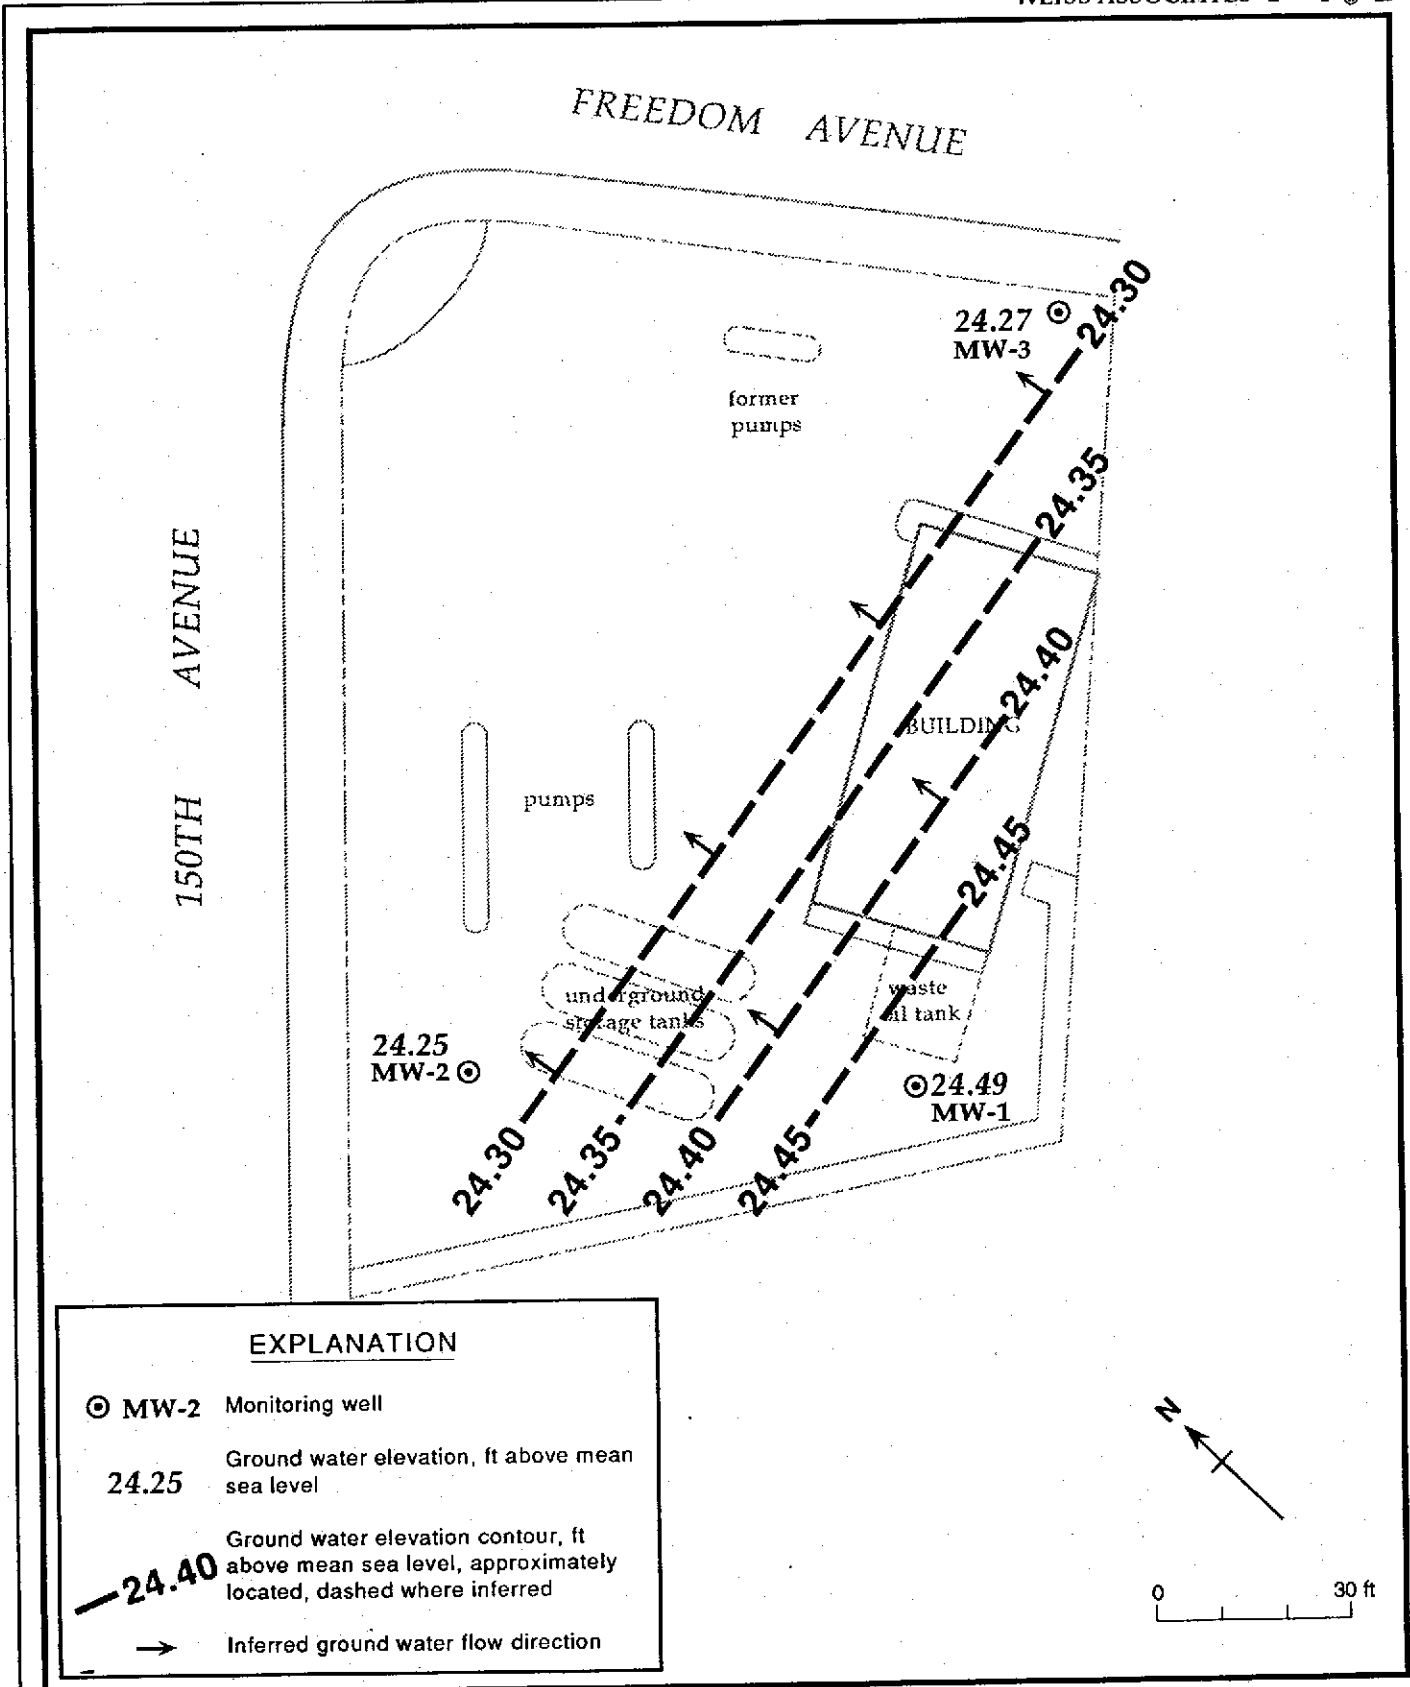 WEISS ASSOCIATES
FREEDOM AVENUE
150TH AVENUE
24.30
24.27
MW-3
former
pumps
24.35
24.40
BUILDING
pumps
24.45
underground
storage tanks
waste
oil tank
24.25
MW-2
24.49
MW-1
24.30
24.35
24.40
24.45
EXPLANATION
MW-2 Monitoring well
24.25 Ground water elevation, ft above mean
sea level
24.40 Ground water elevation contour, ft
above mean sea level, approximately
located, dashed where inferred
Inferred ground water flow direction
N
0 30 ft